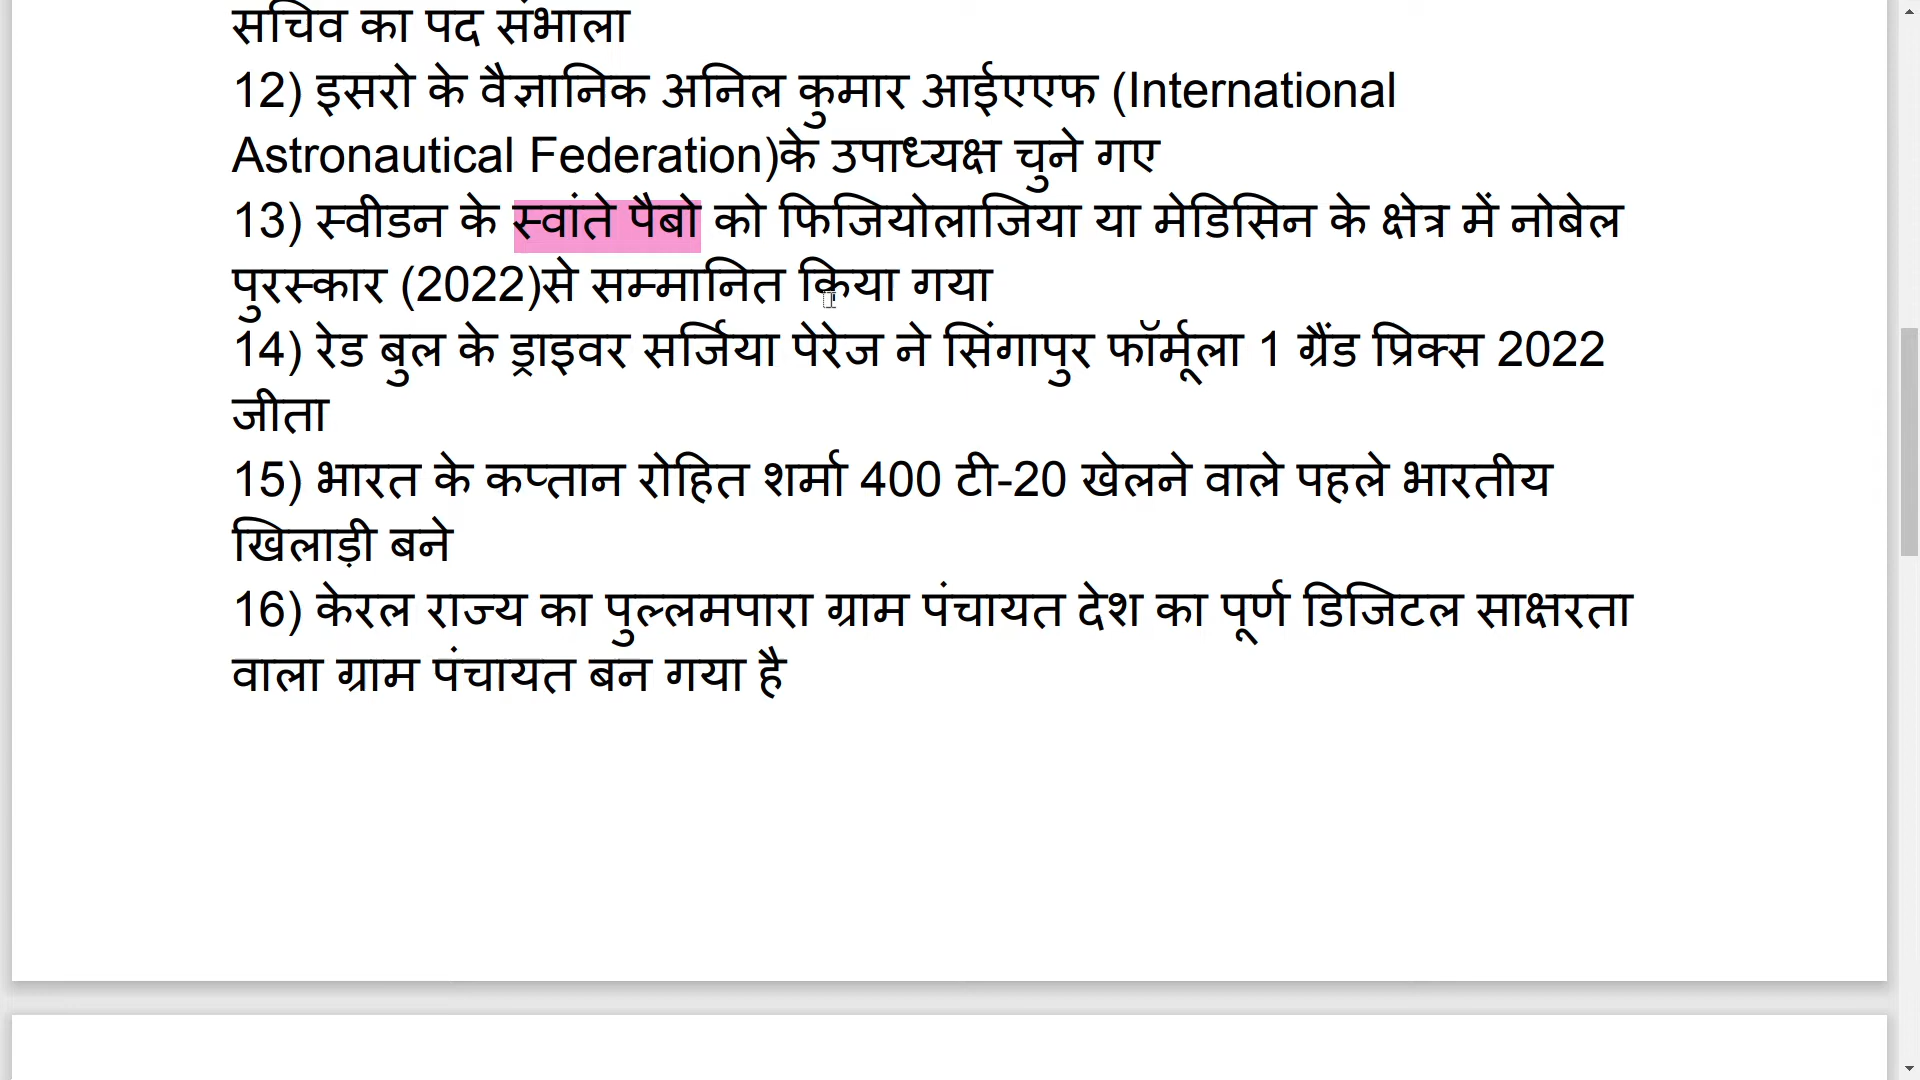 सचिव का पद संभाला
12) इसरो के वैज्ञानिक अनिल कुमार आईएएफ (International
Astronautical Federation)के उपाध्यक्ष चुने गए
13) स्वीडन के स्वांते पैबो को फिजियोलाजिया या मेडिसिन के क्षेत्र में नोबेल
पुरस्कार (2022)से सम्मानित किया गया
14) रेड बुल के ड्राइवर सर्जिया पेरेज ने सिंगापुर फॉर्मूला 1 ग्रैंड प्रिक्स 2022
जीता
15) भारत के कप्तान रोहित शर्मा 400 टी-20 खेलने वाले पहले भारतीय
खिलाड़ी बने
16) केरल राज्य का पुल्लमपारा ग्राम पंचायत देश का पूर्ण डिजिटल साक्षरता
वाला ग्राम पंचायत बन गया है